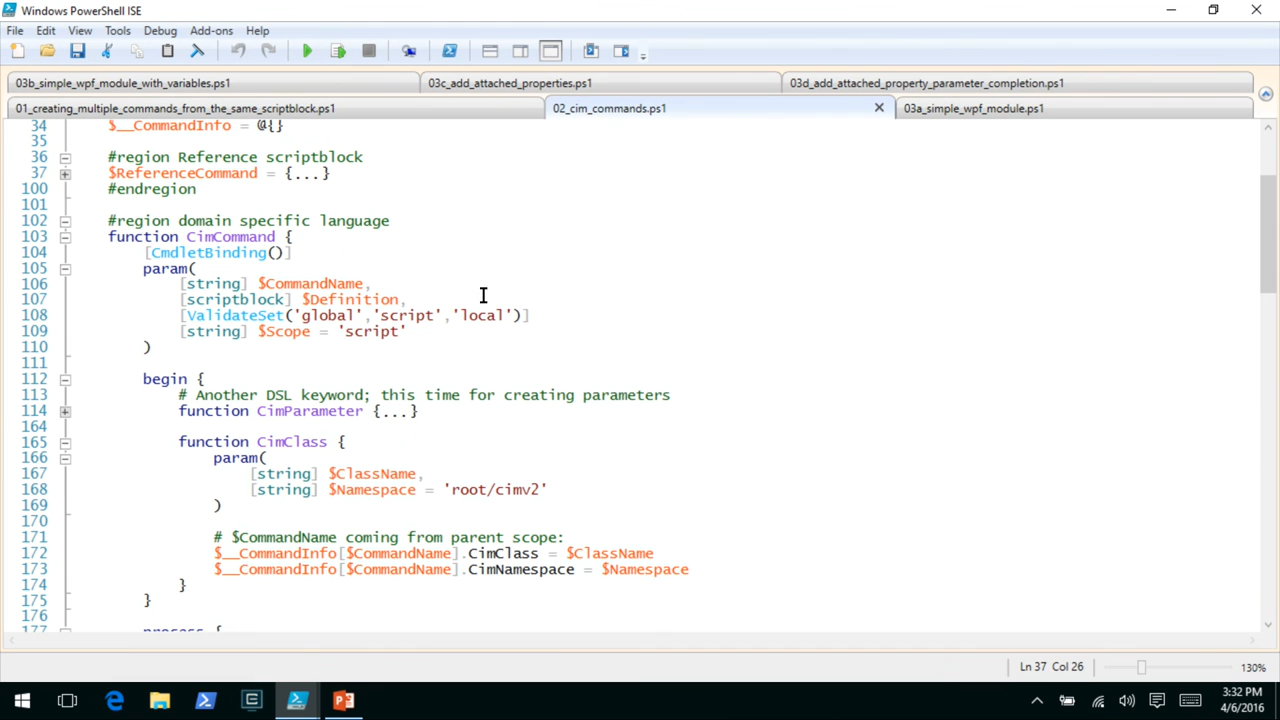 Windows PowerShell ISE
File Edit View Tools Debug Add-ons Help
03b_simple_wpf_module_with_variables.ps1 03c_add_attached_properties.ps1 03d_add_attached_property_parameter_completion.ps1
01_creating_multiple_commands_from_the_same_scriptblock.ps1 02_cim_commands.ps1 03a_simple_wpf_module.ps1
34 $__CommandInfo = @{}
35
36 #region Reference scriptblock
37 $ReferenceCommand = {...}
100 #endregion
101
102 #region domain specific language
103 function CimCommand {
104 [CmdletBinding()]
105 param(
106 [string] $CommandName,
107 [scriptblock] $Definition,
108 [ValidateSet('global','script','local')]
109 [string] $Scope = 'script'
110 )
111
112 begin {
113 # Another DSL keyword; this time for creating parameters
114 function CimParameter {...}
164
165 function CimClass {
166 param(
167 [string] $ClassName,
168 [string] $Namespace = 'root/cimv2'
169 )
170
171 # $CommandName coming from parent scope:
172 $__CommandInfo[$CommandName].CimClass = $ClassName
173 $__CommandInfo[$CommandName].CimNamespace = $Namespace
174 }
175 }
176
177 process {
Ln 37 Col 26 130%
3:32 PM
4/6/2016